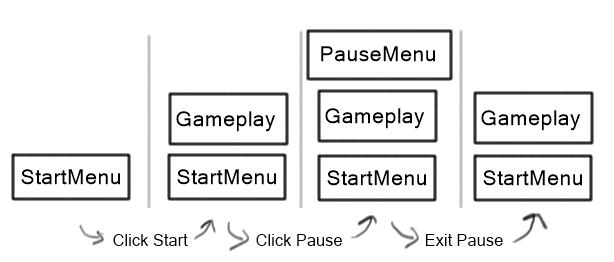 StartMenu
Gameplay
StartMenu
PauseMenu
Gameplay
StartMenu
Gameplay
StartMenu
Click Start
Click Pause
Exit Pause